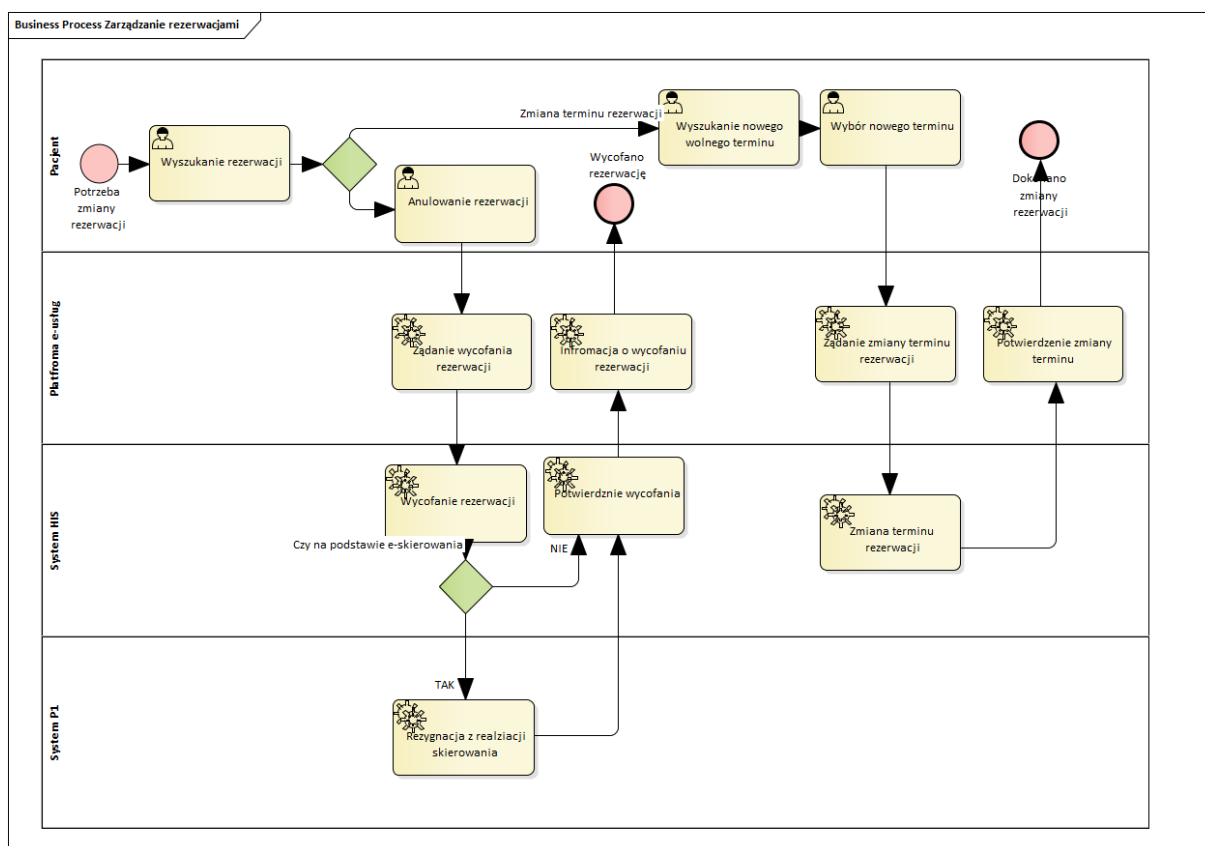 Business Process Zarządzanie rezerwacjami
Pacjent
Potrzeba
zmiany
rezerwacji
Wyszukanie rezerwacji
Zmiana terminu rezerwacji
Anulowanie rezerwacji
Wycofano
rezerwację
Wyszukanie nowego
wolnego terminu
Wybór nowego terminu
Dokonano
zmiany
rezerwacji
Platfroma e-usług
Żądanie wycofania
rezerwacji
Infromacja o wycofaniu
rezerwacji
Żądanie zmiany terminu
rezerwacji
Potwierdzenie zmiany
terminu
System HIS
Wycofanie rezerwacji
Potwierdznie wycofania
Czy na podstawie e-skierowania
NIE
Zmiana terminu
rezerwacji
System P1
TAK
Rezygnacja z realziacji
skierowania